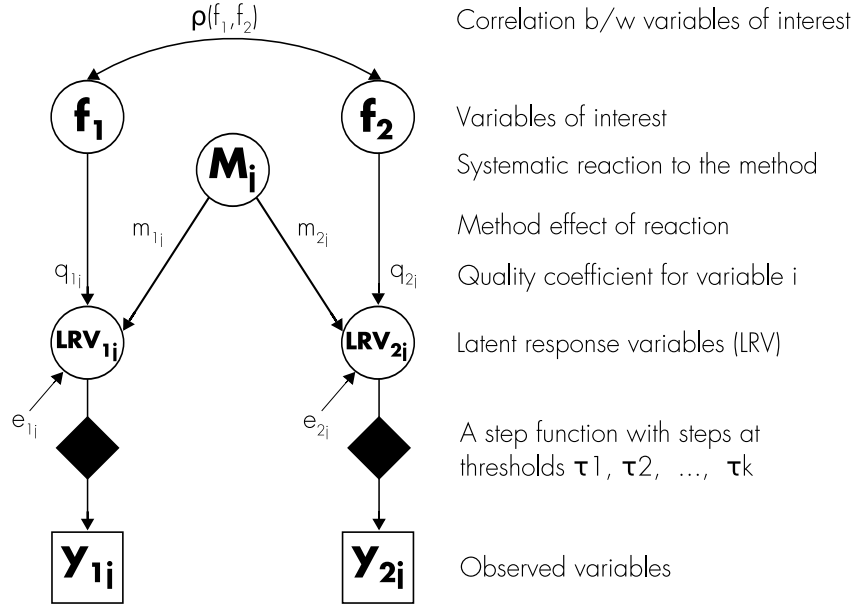 ρ(f₁,f₂)
Correlation b/w variables of interest
f₁
f₂
Variables of interest
Mⱼ
Systematic reaction to the method
m₁ⱼ
m₂ⱼ
Method effect of reaction
q₁ⱼ
q₂ⱼ
Quality coefficient for variable i
LRV₁ⱼ
LRV₂ⱼ
Latent response variables (LRV)
e₁ⱼ
e₂ⱼ
A step function with steps at
thresholds τ1, τ2, ..., τk
y₁ⱼ
y₂ⱼ
Observed variables